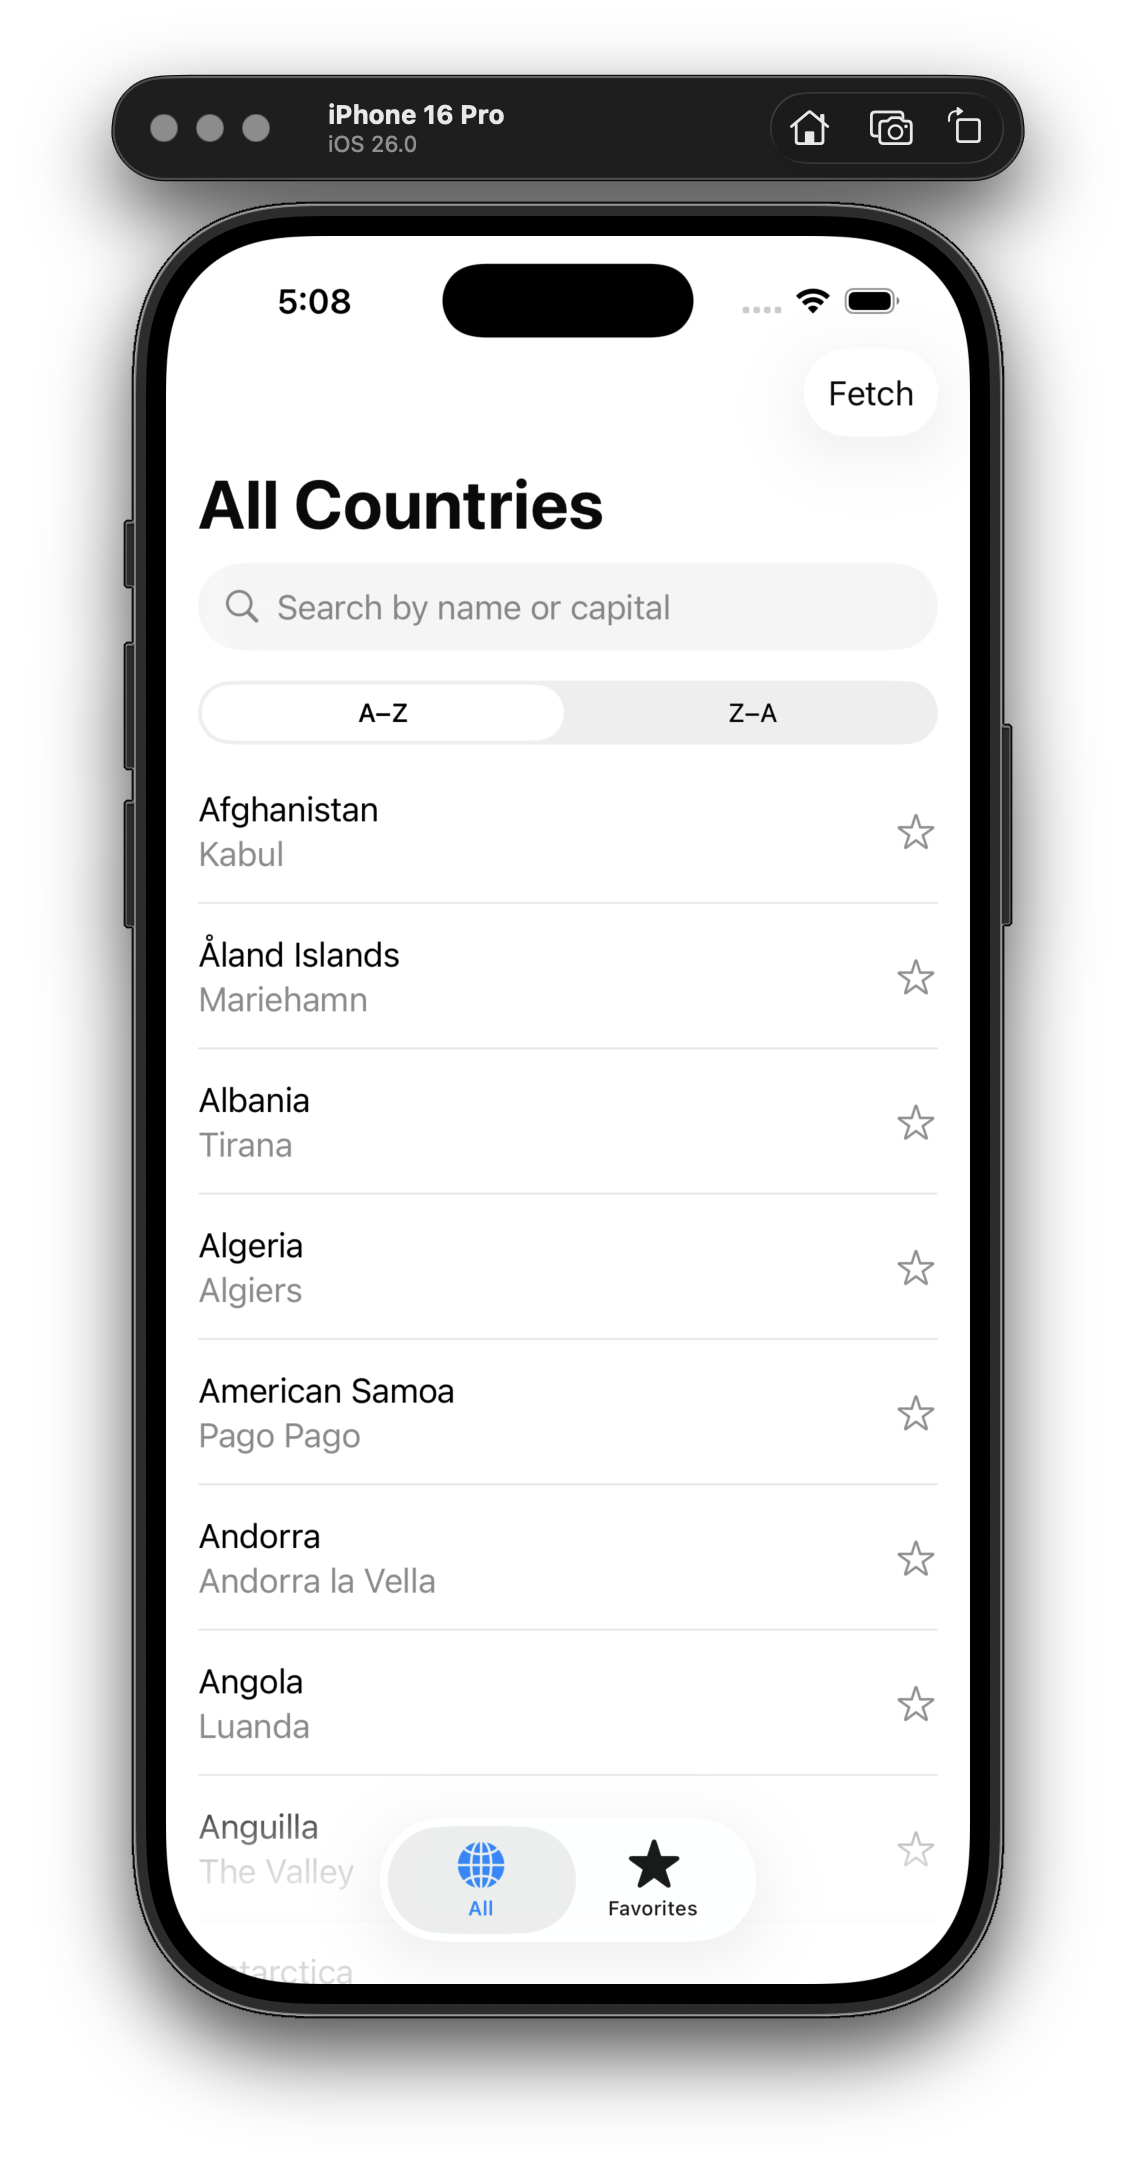 iPhone 16 Pro
iOS 26.0
5:08
Fetch
All Countries
Search by name or capital
A–Z
Z–A
Afghanistan
Kabul
Åland Islands
Mariehamn
Albania
Tirana
Algeria
Algiers
American Samoa
Pago Pago
Andorra
Andorra la Vella
Angola
Luanda
Anguilla
The Valley
All
Favorites